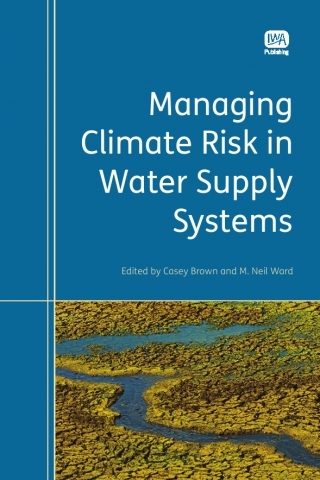 IWA
Publishing
Managing
Climate Risk in
Water Supply
Systems
Edited by Casey Brown and M. Neil Ward